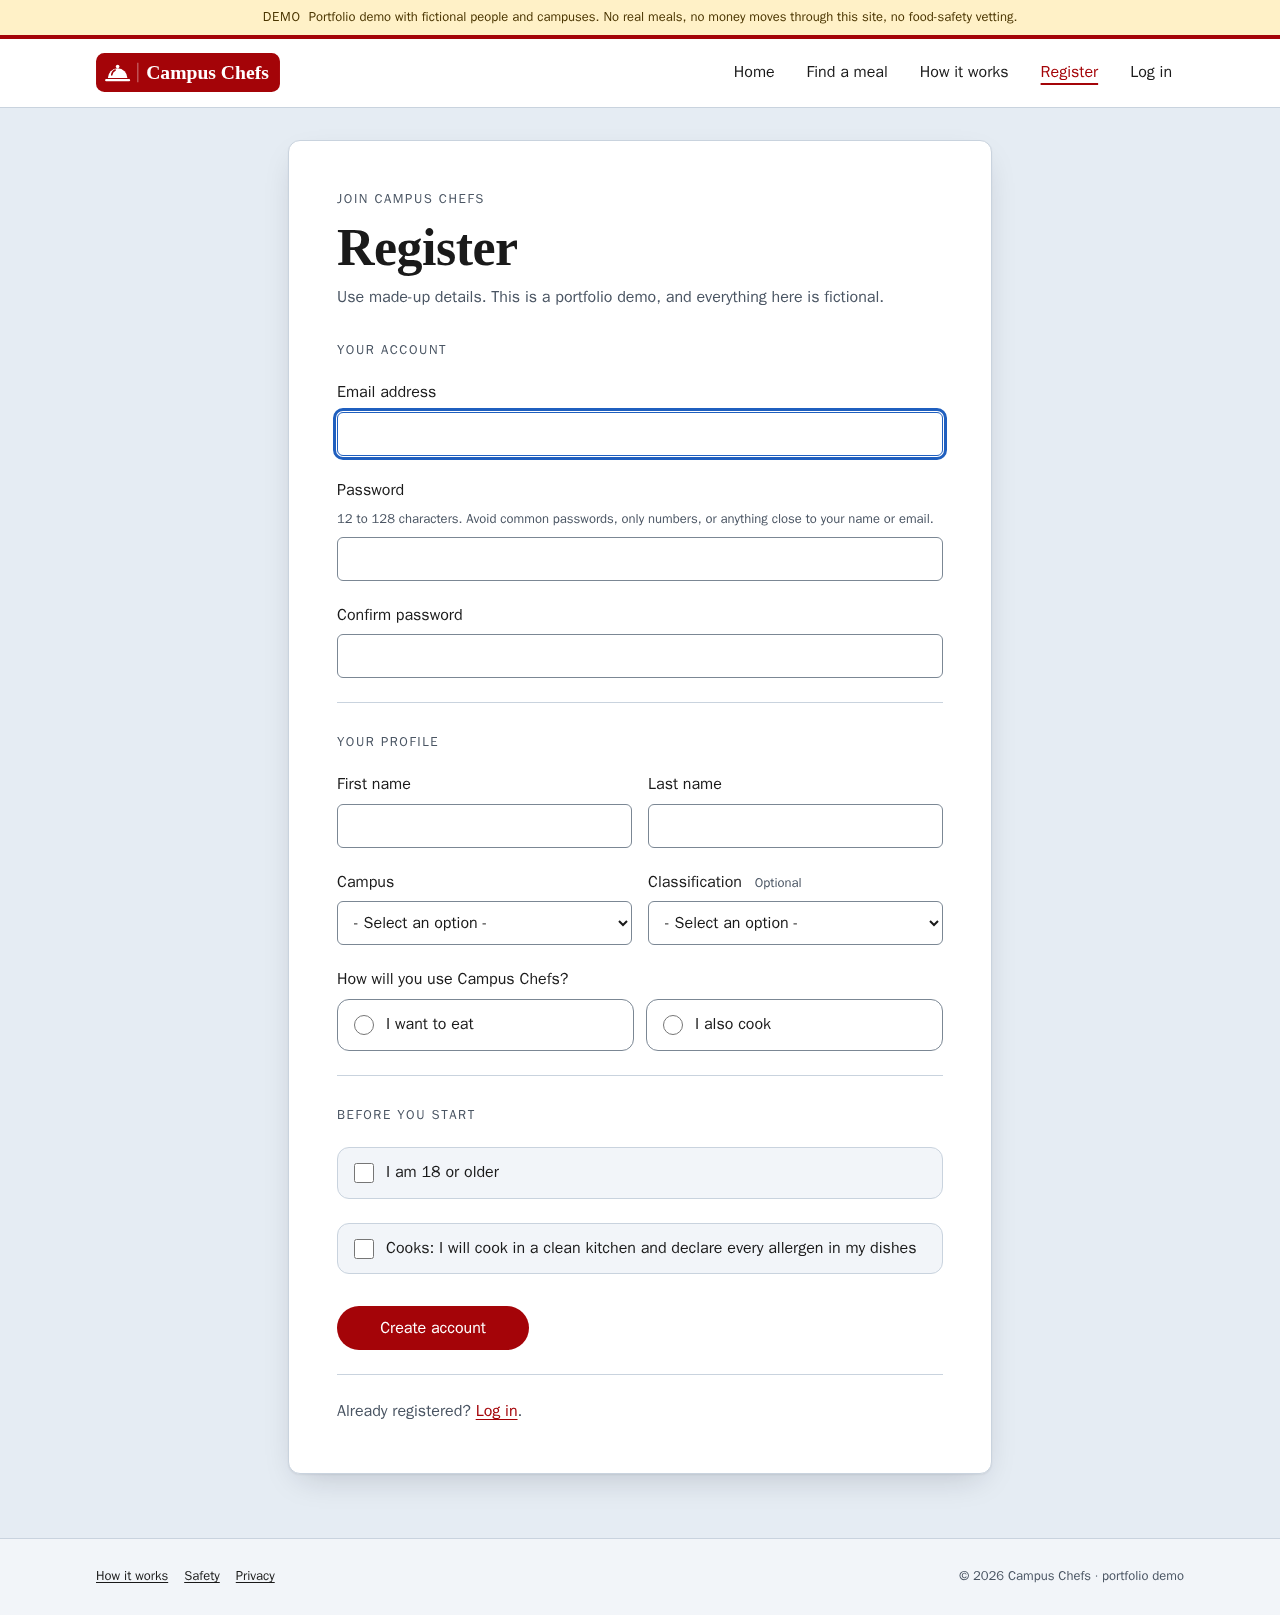 DEMO Portfolio demo with fictional people and campuses. No real meals, no money moves through this site, no food-safety vetting.
Campus Chefs
Home Find a meal How it works Register Log in
JOIN CAMPUS CHEFS
Register
Use made-up details. This is a portfolio demo, and everything here is fictional.
YOUR ACCOUNT
Email address
Password
12 to 128 characters. Avoid common passwords, only numbers, or anything close to your name or email.
Confirm password
YOUR PROFILE
First name Last name
Campus Classification Optional
- Select an option - - Select an option -
How will you use Campus Chefs?
I want to eat I also cook
BEFORE YOU START
I am 18 or older
Cooks: I will cook in a clean kitchen and declare every allergen in my dishes
Create account
Already registered? Log in.
How it works Safety Privacy © 2026 Campus Chefs · portfolio demo